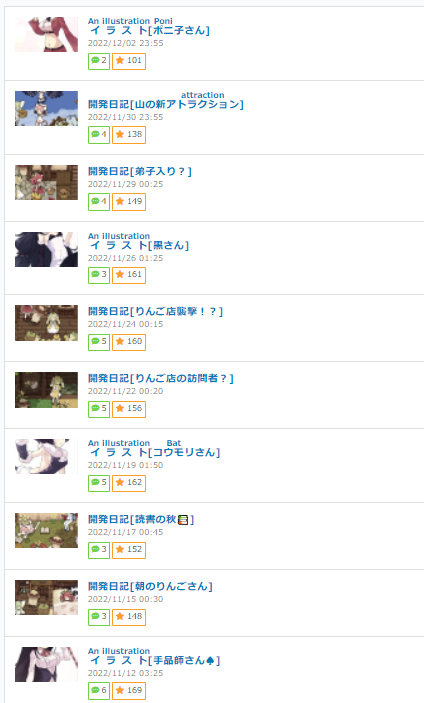 An illustration Poni
イラスト[ポニ子さん]
2022/12/02 23:55
2 101
attraction
開発日記[山の新アトラクション]
2022/11/30 23:55
4 138
開発日記[弟子入り？]
2022/11/29 00:25
4 149
An illustration
イラスト[黒さん]
2022/11/26 01:25
3 161
開発日記[りんご店襲撃！？]
2022/11/24 00:15
5 160
開発日記[りんご店の訪問者？]
2022/11/22 00:20
5 156
An illustration Bat
イラスト[コウモリさん]
2022/11/19 01:50
5 162
開発日記[読書の秋📔]
2022/11/17 00:45
3 152
開発日記[朝のりんごさん]
2022/11/15 00:30
3 148
An illustration
イラスト[手品師さん♠]
2022/11/12 03:25
6 169